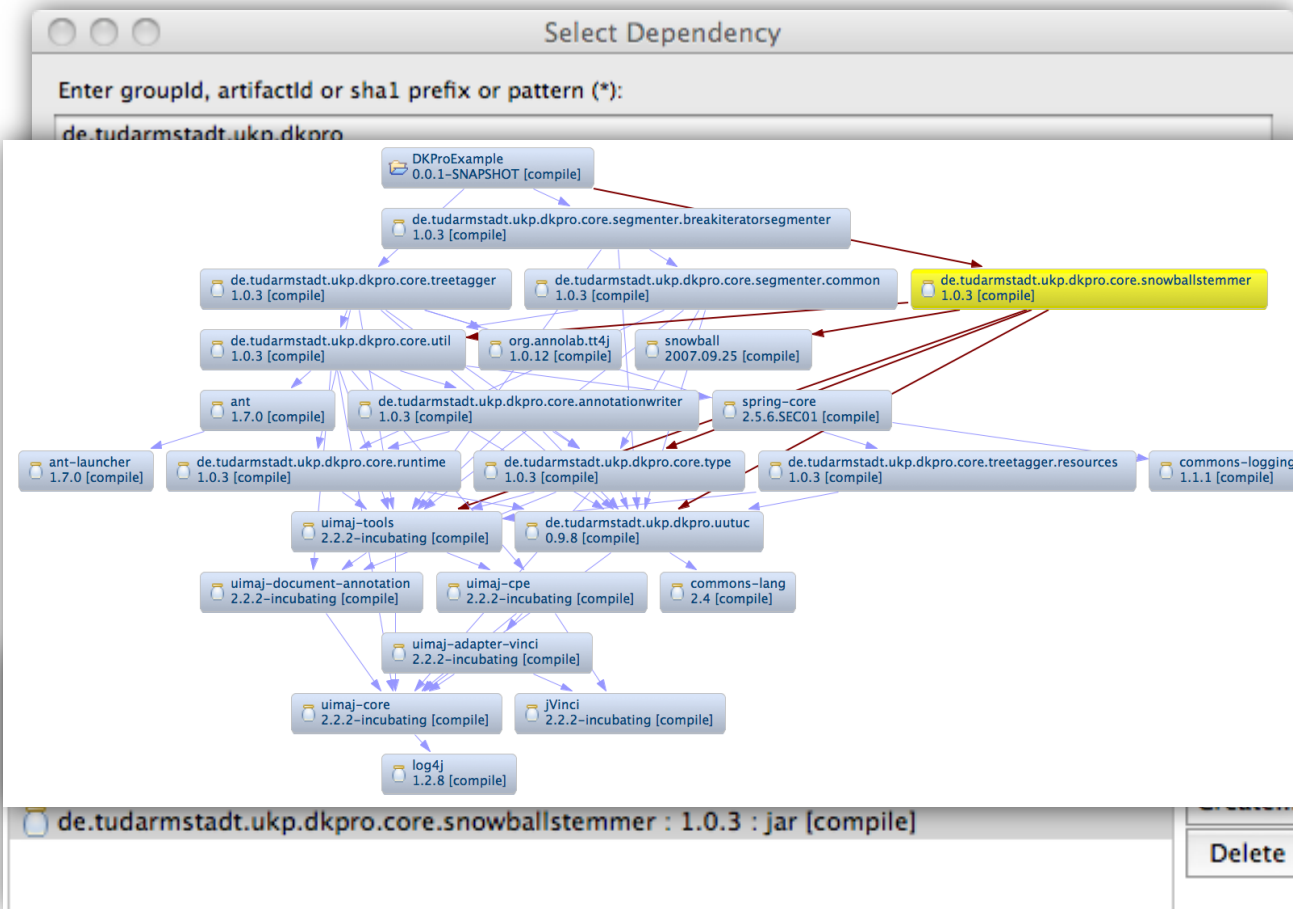 Select Dependency
Enter groupId, artifactId or sha1 prefix or pattern (*):
de.tudarmstadt.ukp.dkpro
DKProExample
0.0.1-SNAPSHOT [compile]
de.tudarmstadt.ukp.dkpro.core.segmenter.breakiteratorsegmenter
1.0.3 [compile]
de.tudarmstadt.ukp.dkpro.core.treetagger
1.0.3 [compile]
de.tudarmstadt.ukp.dkpro.core.segmenter.common
1.0.3 [compile]
de.tudarmstadt.ukp.dkpro.core.snowballstemmer
1.0.3 [compile]
de.tudarmstadt.ukp.dkpro.core.util
1.0.3 [compile]
org.annolab.tt4j
1.0.12 [compile]
snowball
2007.09.25 [compile]
ant
1.7.0 [compile]
de.tudarmstadt.ukp.dkpro.core.annotationwriter
1.0.3 [compile]
spring-core
2.5.6.SEC01 [compile]
ant-launcher
1.7.0 [compile]
de.tudarmstadt.ukp.dkpro.core.runtime
1.0.3 [compile]
de.tudarmstadt.ukp.dkpro.core.type
1.0.3 [compile]
de.tudarmstadt.ukp.dkpro.core.treetagger.resources
1.0.3 [compile]
commons-logging
1.1.1 [compile]
uimaj-tools
2.2.2-incubating [compile]
de.tudarmstadt.ukp.dkpro.uutuc
0.9.8 [compile]
uimaj-document-annotation
2.2.2-incubating [compile]
uimaj-cpe
2.2.2-incubating [compile]
commons-lang
2.4 [compile]
uimaj-adapter-vinci
2.2.2-incubating [compile]
uimaj-core
2.2.2-incubating [compile]
jVinci
2.2.2-incubating [compile]
log4j
1.2.8 [compile]
de.tudarmstadt.ukp.dkpro.core.snowballstemmer : 1.0.3 : jar [compile]
Delete